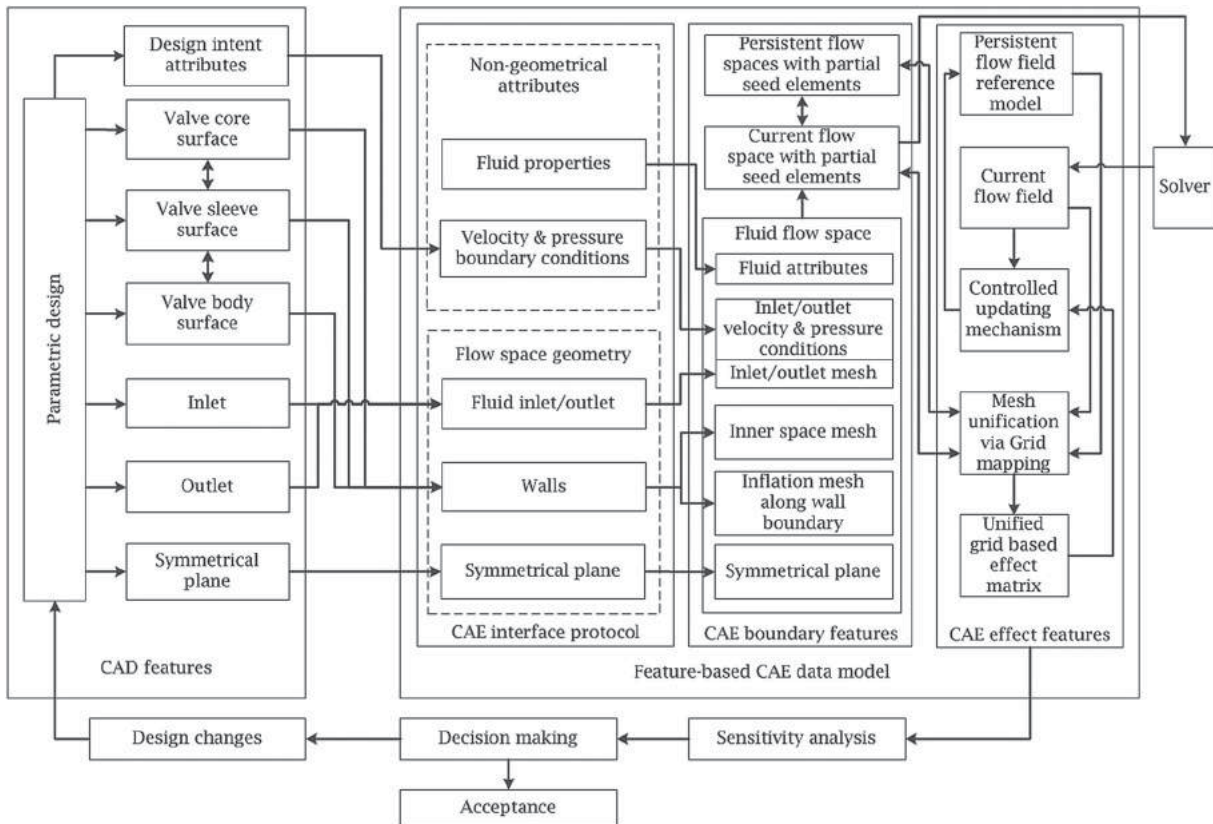 Parametric design
Design intent
attributes
Valve core
surface
Valve sleeve
surface
Valve body
surface
Inlet
Outlet
Symmetrical
plane
CAD features
Non-geometrical
attributes
Fluid properties
Velocity & pressure
boundary conditions
Flow space geometry
Fluid inlet/outlet
Walls
Symmetrical plane
CAE interface protocol
Persistent flow
spaces with partial
seed elements
Current flow
space with partial
seed elements
Fluid flow space
Fluid attributes
Inlet/outlet
velocity & pressure
conditions
Inlet/outlet mesh
Inner space mesh
Inflation mesh
along wall
boundary
Symmetrical plane
CAE boundary features
Persistent
flow field
reference
model
Current
flow field
Controlled
updating
mechanism
Mesh
unification
via Grid
mapping
Unified
grid based
effect
matrix
CAE effect features
Feature-based CAE data model
Solver
Design changes
Decision making
Sensitivity analysis
Acceptance